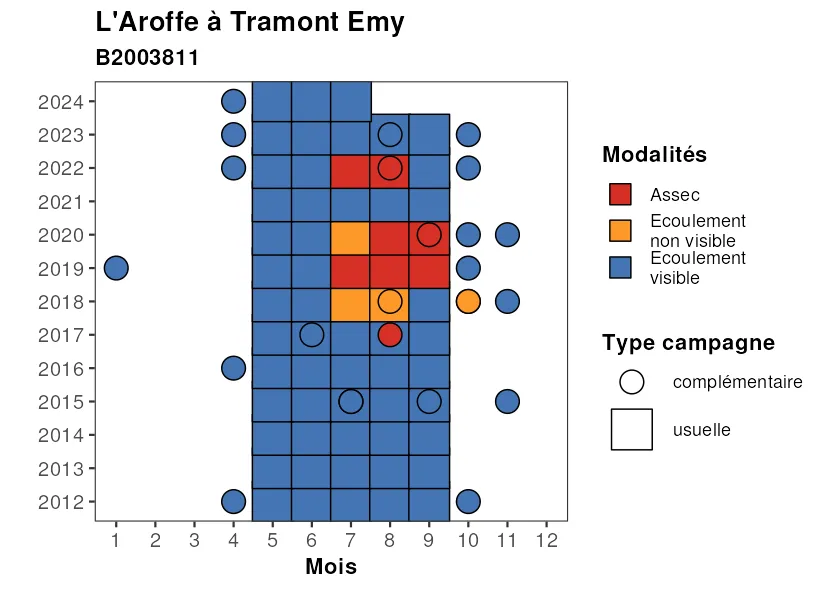 L'Aroffe à Tramont Emy
B2003811
2024
2023
2022
2021
2020
2019
2018
2017
2016
2015
2014
2013
2012
1 2 3 4 5 6 7 8 9 10 11 12
Mois
Modalités
Assec
Ecoulement
non visible
Ecoulement
visible
Type campagne
complémentaire
usuelle